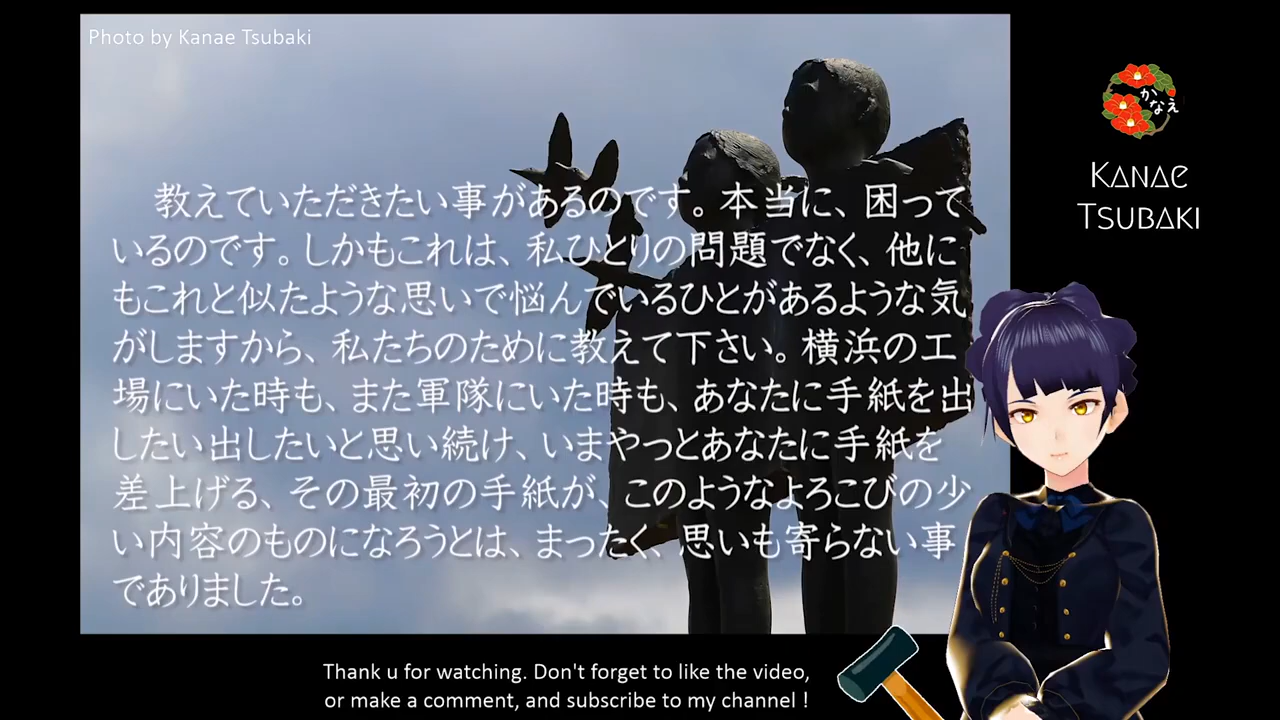 Photo by Kanae Tsubaki
かなえ
KANAE
TSUBAKI
教えていただきたい事があるのです。本当に、困って
いるのです。しかもこれは、私ひとりの問題でなく、他に
もこれと似たような思いで悩んでいるひとがあるような気
がしますから、私たちのために教えて下さい。横浜の工
場にいた時も、また軍隊にいた時も、あなたに手紙を出
したい出したいと思い続け、いまやっとあなたに手紙を
差上げる、その最初の手紙が、このようなよろこびの少
い内容のものになろうとは、まったく、思いも寄らない事
でありました。
Thank u for watching. Don't forget to like the video,
or make a comment, and subscribe to my channel !